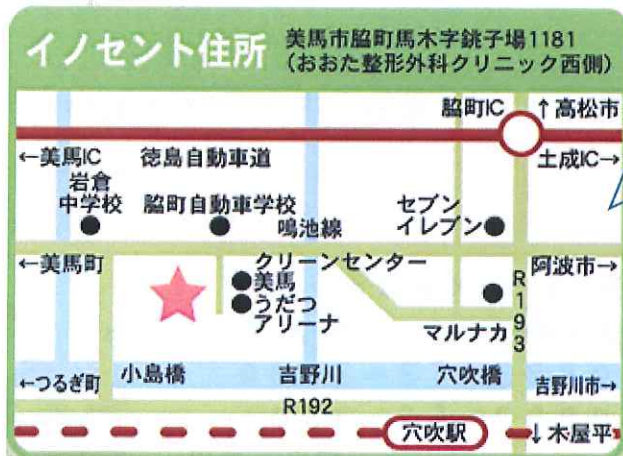 イノセント住所
美馬市脇町馬木字銚子場1181
(おおた整形外科クリニック西側)
脇町IC
↑高松市
←美馬IC
徳島自動車道
土成IC→
岩倉
中学校
脇町自動車学校
鳴池線
セブン
イレブン
←美馬町
クリーンセンター
美馬
うだつ
アリーナ
阿波市→
R193
マルナカ
←つるぎ町
小島橋
吉野川
穴吹橋
吉野川市→
R192
穴吹駅
↓木屋平